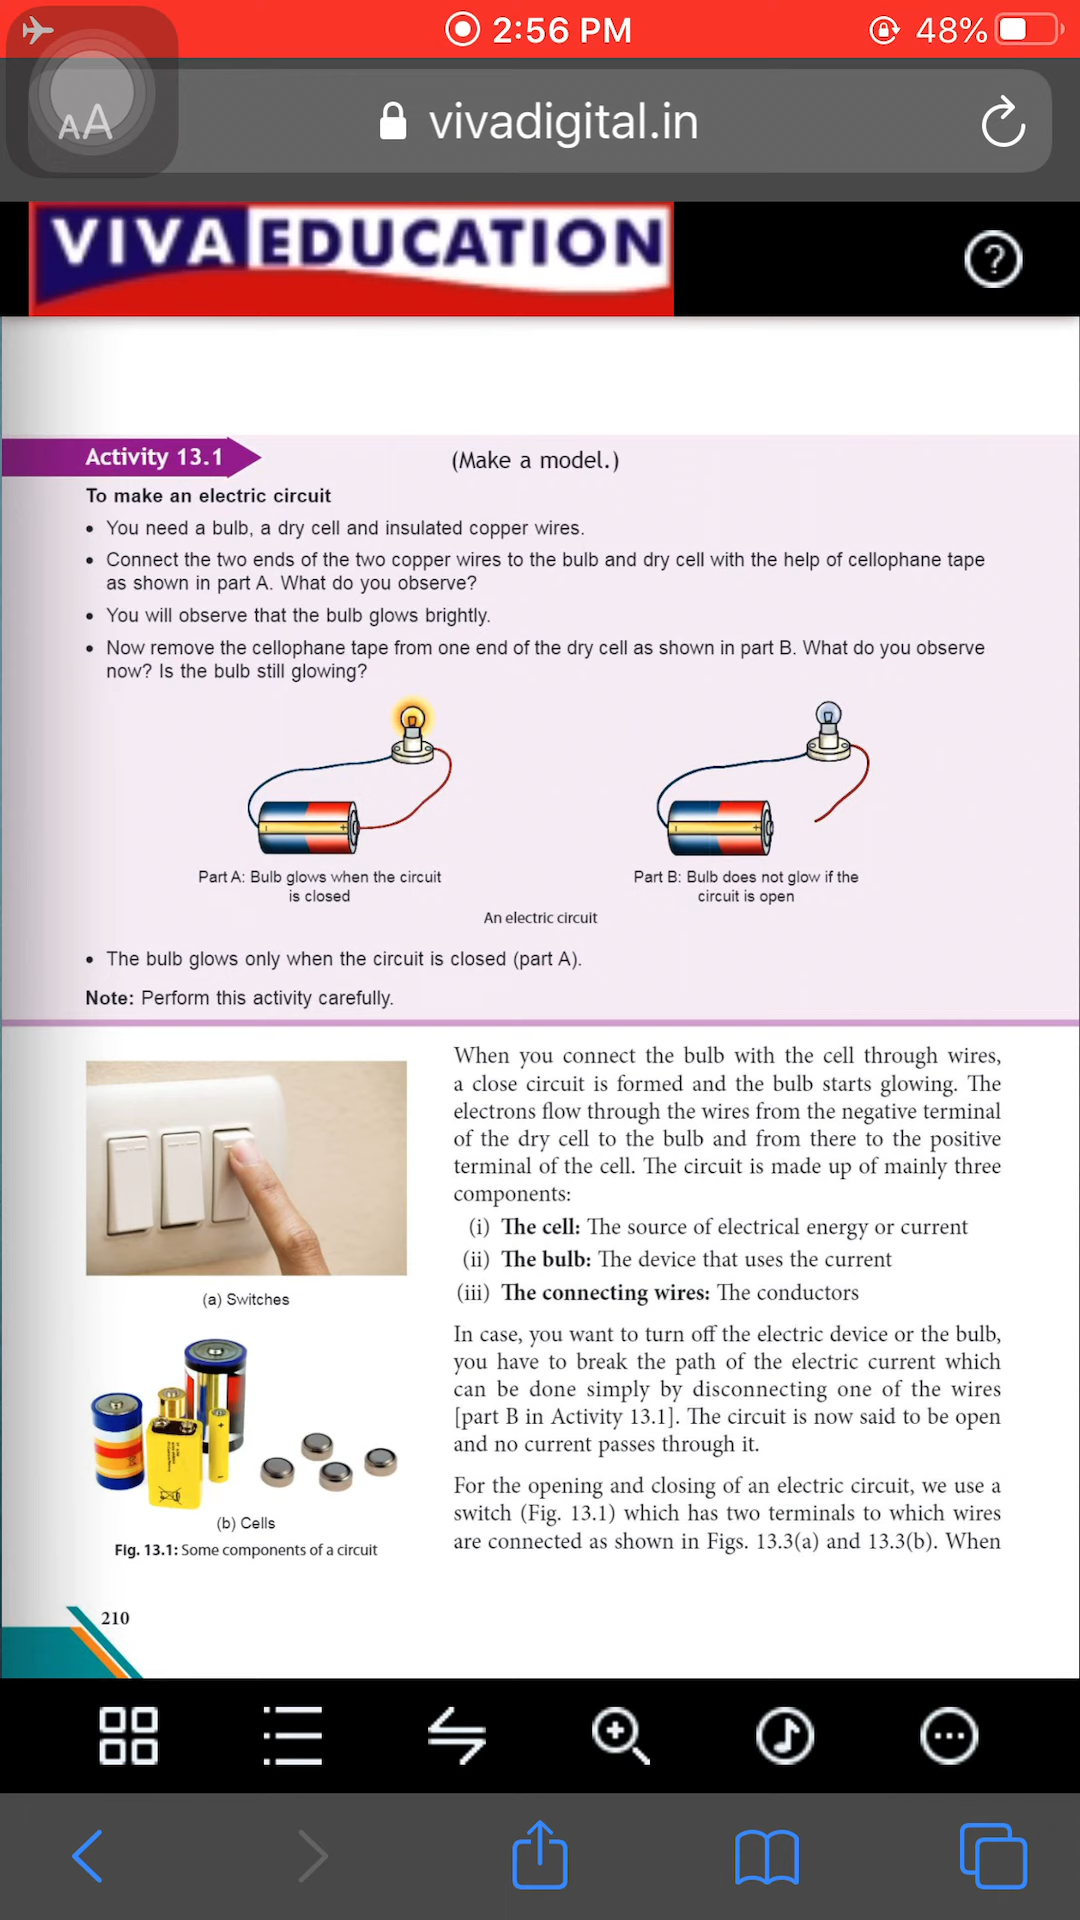 2:56 PM
48%
AA
vivadigital.in
VIVA EDUCATION
?
Activity 13.1
(Make a model.)
To make an electric circuit
• You need a bulb, a dry cell and insulated copper wires.
• Connect the two ends of the two copper wires to the bulb and dry cell with the help of cellophane tape
as shown in part A. What do you observe?
• You will observe that the bulb glows brightly.
• Now remove the cellophane tape from one end of the dry cell as shown in part B. What do you observe
now? Is the bulb still glowing?
- +
- +
Part A: Bulb glows when the circuit
is closed
Part B: Bulb does not glow if the
circuit is open
An electric circuit
• The bulb glows only when the circuit is closed (part A).
Note: Perform this activity carefully.
(a) Switches
(b) Cells
Fig. 13.1: Some components of a circuit
When you connect the bulb with the cell through wires,
a close circuit is formed and the bulb starts glowing. The
electrons flow through the wires from the negative terminal
of the dry cell to the bulb and from there to the positive
terminal of the cell. The circuit is made up of mainly three
components:
(i) The cell: The source of electrical energy or current
(ii) The bulb: The device that uses the current
(iii) The connecting wires: The conductors
In case, you want to turn off the electric device or the bulb,
you have to break the path of the electric current which
can be done simply by disconnecting one of the wires
[part B in Activity 13.1]. The circuit is now said to be open
and no current passes through it.
For the opening and closing of an electric circuit, we use a
switch (Fig. 13.1) which has two terminals to which wires
are connected as shown in Figs. 13.3(a) and 13.3(b). When
210